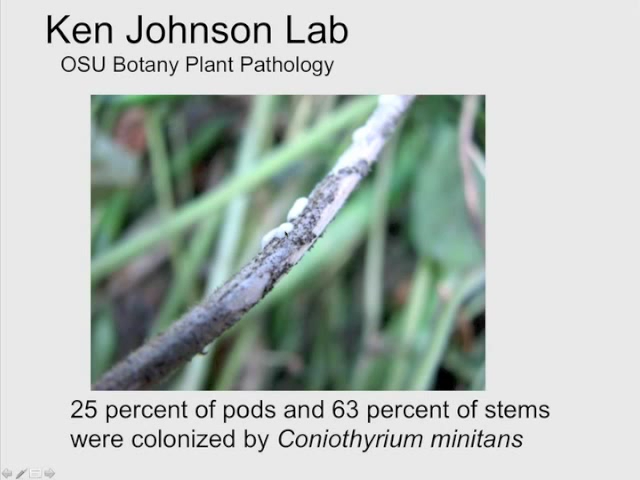 Ken Johnson Lab
OSU Botany Plant Pathology
25 percent of pods and 63 percent of stems
were colonized by Coniothyrium minitans